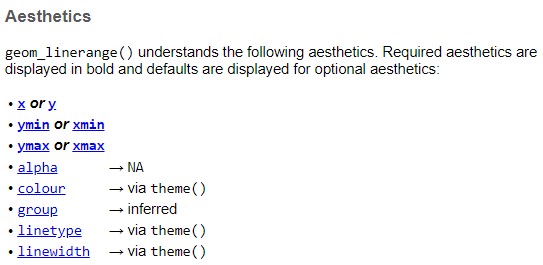 Aesthetics
geom_linerange() understands the following aesthetics. Required aesthetics are
displayed in bold and defaults are displayed for optional aesthetics:
• x or y
• ymin or xmin
• ymax or xmax
• alpha → NA
• colour → via theme()
• group → inferred
• linetype → via theme()
• linewidth → via theme()